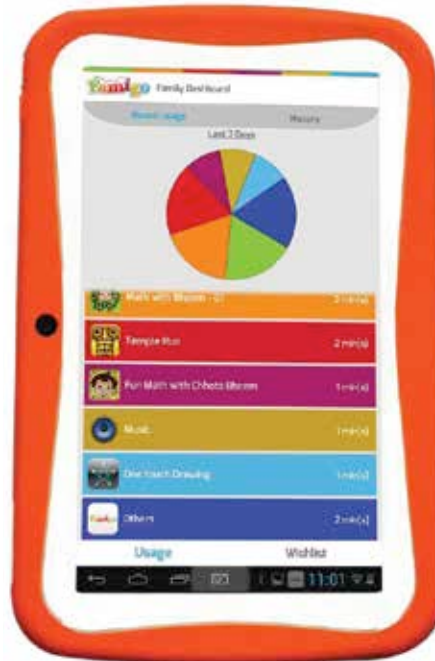 Famigo Family Dashboard
Recent Usage History
Last 2 Days
Math with Bheem - G1 2 min(s)
Temple Run 2 min(s)
Fun Math with Chhota Bheem 1 min(s)
Music 1 min(s)
One Touch Drawing 1 min(s)
Others 2 min(s)
Usage Wishlist
11:01